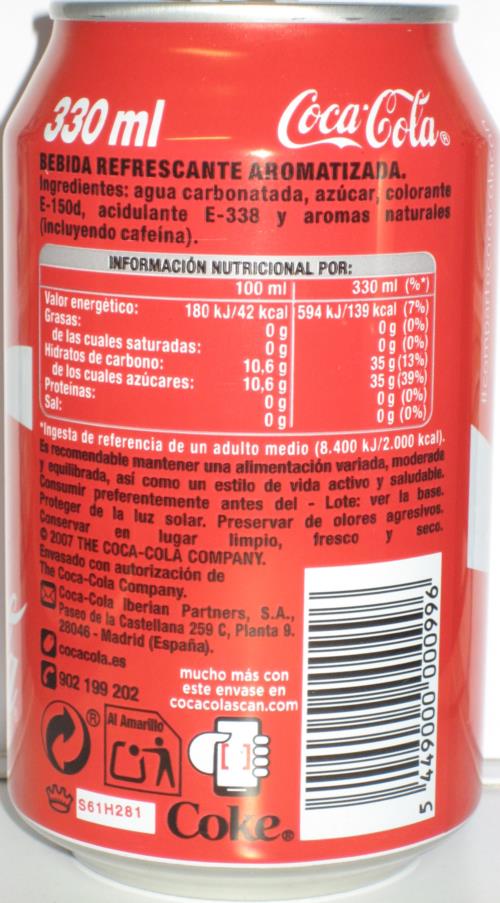 330 ml
Coca-Cola®
BEBIDA REFRESCANTE AROMATIZADA.
Ingredientes: agua carbonatada, azúcar, colorante
E-150d, acidulante E-338 y aromas naturales
(incluyendo cafeína).
INFORMACIÓN NUTRICIONAL POR:
100 ml 330 ml (%*)
Valor energético: 180 kJ/42 kcal 594 kJ/139 kcal (7%)
Grasas: 0 g 0 g (0%)
de las cuales saturadas: 0 g 0 g (0%)
Hidratos de carbono: 10,6 g 35 g (13%)
de los cuales azúcares: 10,6 g 35 g (39%)
Proteínas: 0 g 0 g (0%)
Sal: 0 g 0 g (0%)
*Ingesta de referencia de un adulto medio (8.400 kJ/2.000 kcal).
Es recomendable mantener una alimentación variada, moderada
y equilibrada, así como un estilo de vida activo y saludable.
Consumir preferentemente antes del - Lote: ver la base.
Proteger de la luz solar. Preservar de olores agresivos.
Conservar en lugar limpio, fresco y seco.
© 2007 THE COCA-COLA COMPANY.
Envasado con autorización de
The Coca-Cola Company.
Coca-Cola Iberian Partners, S.A.,
Paseo de la Castellana 259 C, Planta 9.
28046 - Madrid (España).
cocacola.es
902 199 202
mucho más con
este envase en
cocacolascan.com
®
Al Amarillo
S61H281
Coke®
5 449000 000996